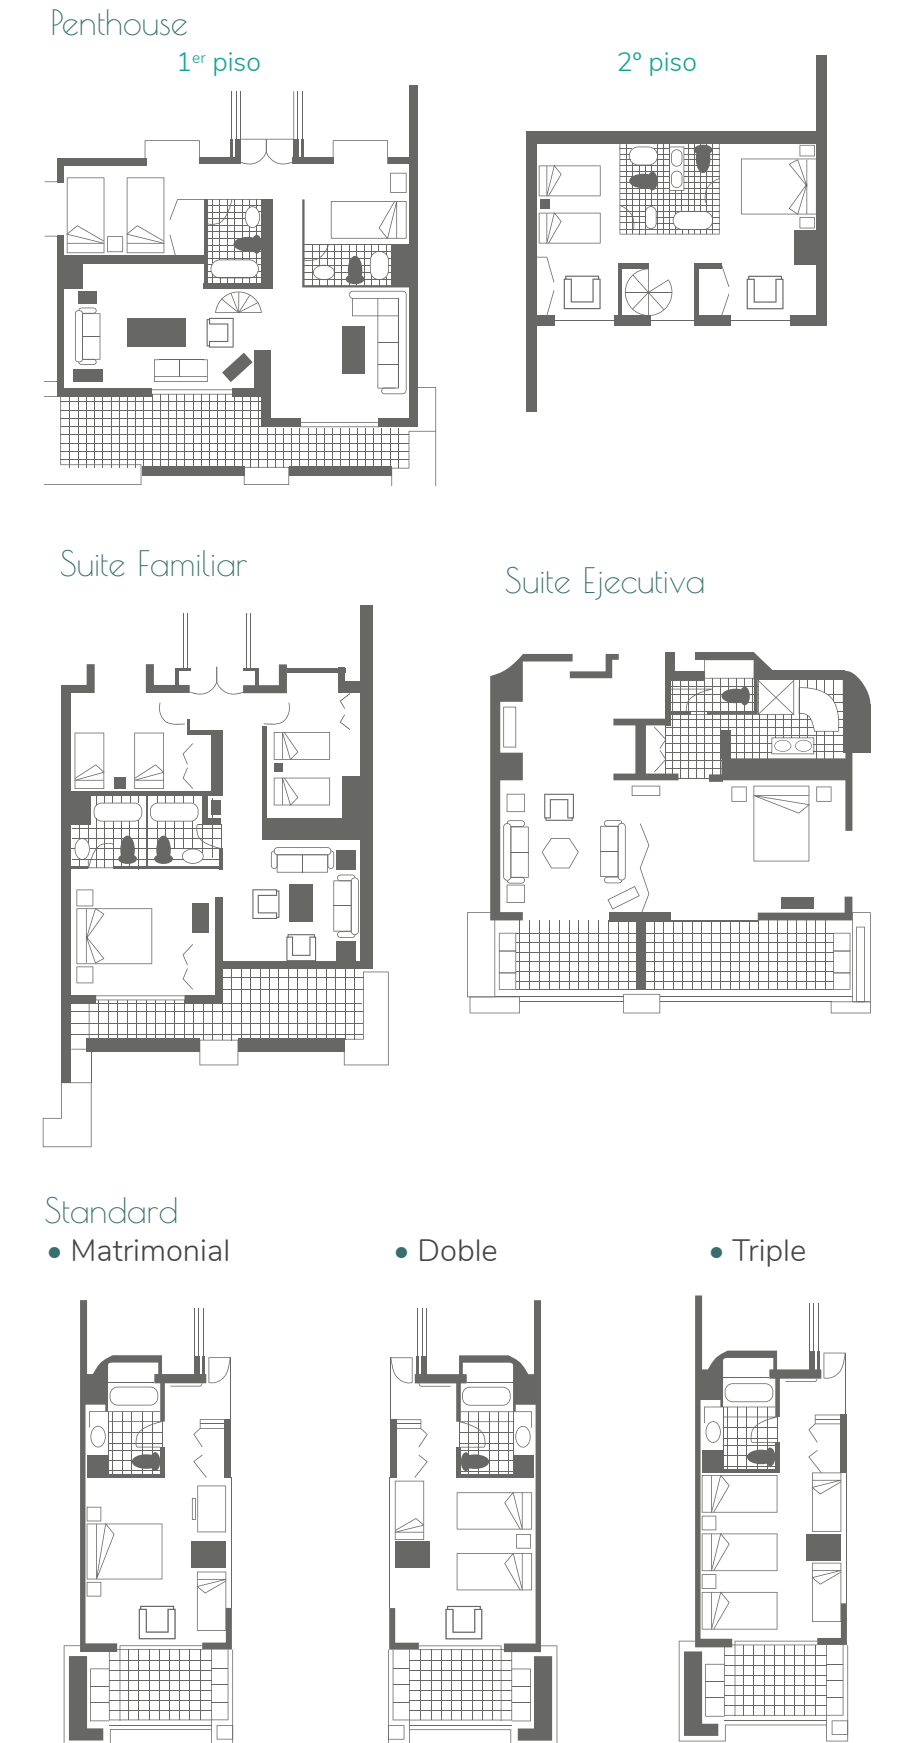 Penthouse
1er piso
2º piso
Suite Familiar
Suite Ejecutiva
Standard
• Matrimonial
• Doble
• Triple